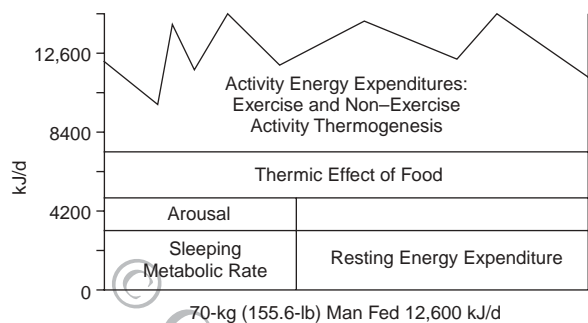 12,600
8400
4200
0
kJ/d
Activity Energy Expenditures:
Exercise and Non–Exercise
Activity Thermogenesis
Thermic Effect of Food
Arousal
Sleeping
Metabolic Rate
Resting Energy Expenditure
©
©
70-kg (155.6-lb) Man Fed 12,600 kJ/d